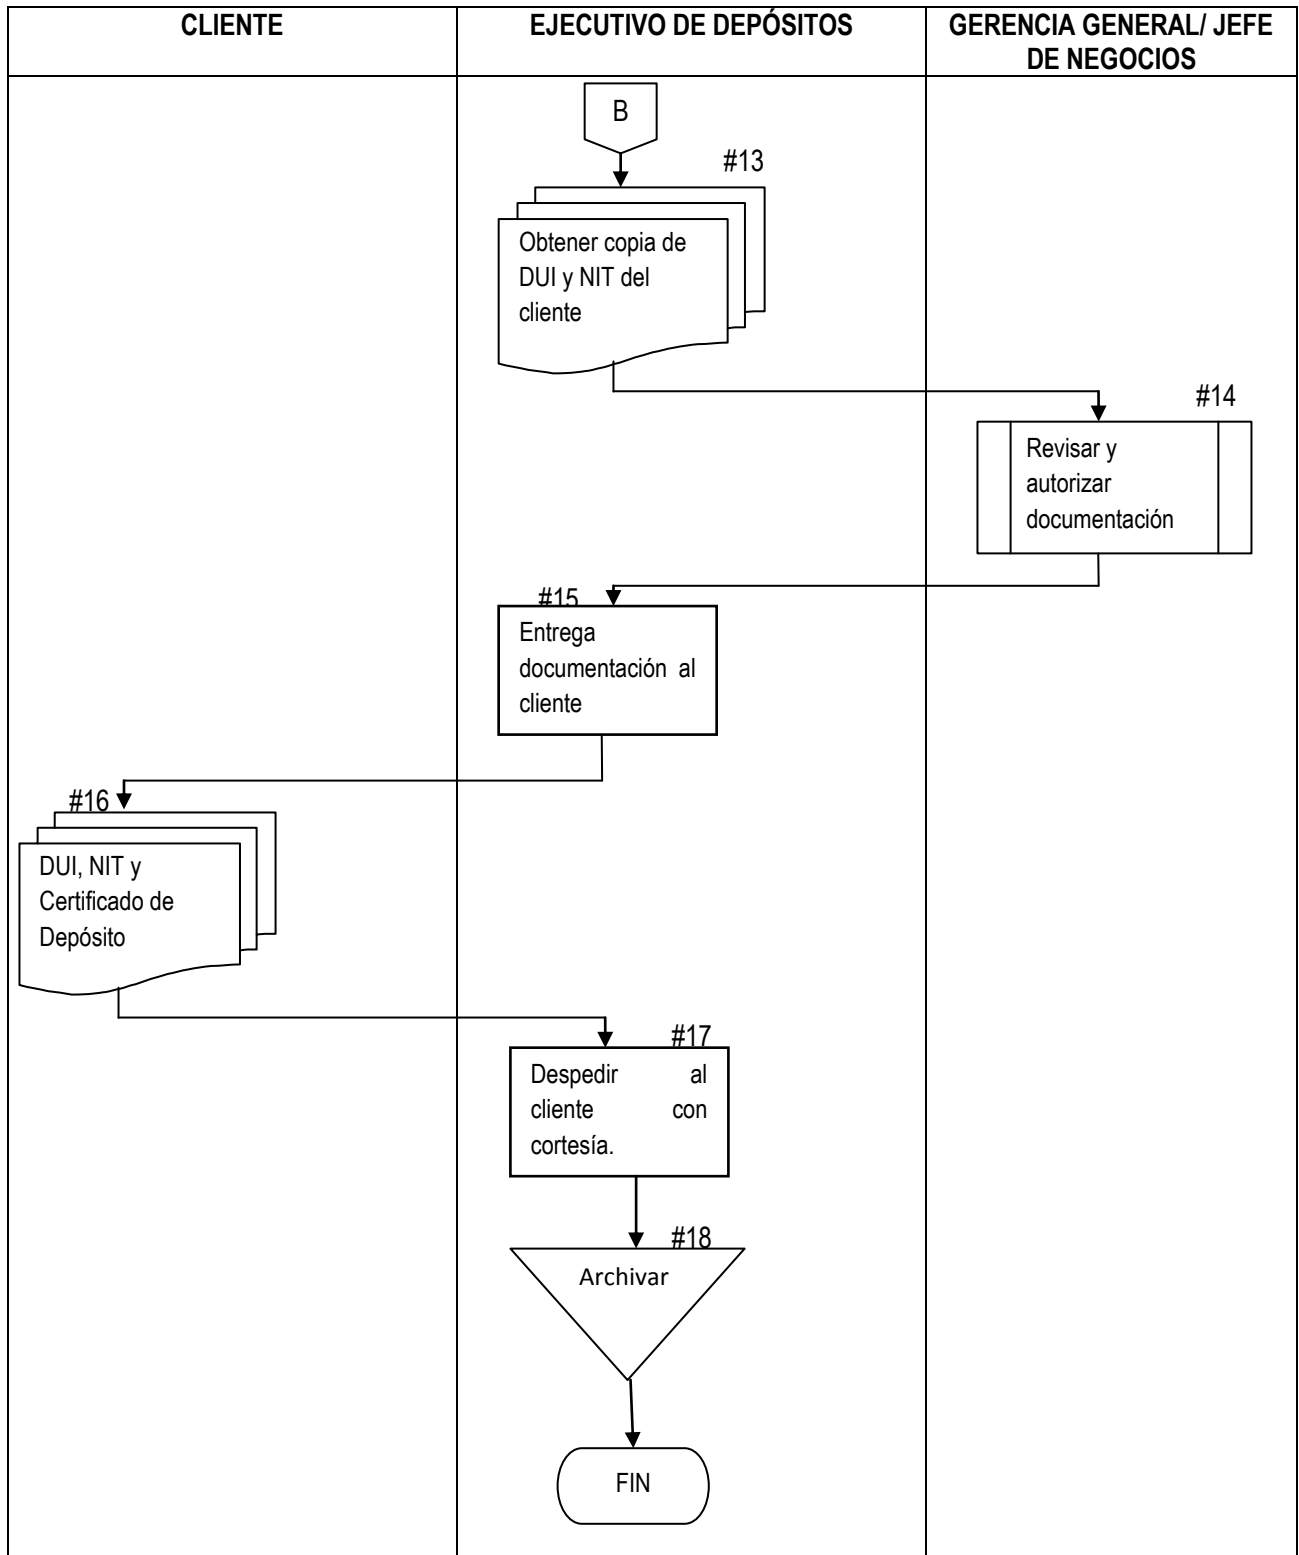 CLIENTE
EJECUTIVO DE DEPÓSITOS
GERENCIA GENERAL/ JEFE
DE NEGOCIOS
B
#13
Obtener copia de
DUI y NIT del
cliente
#14
Revisar y
autorizar
documentación
#15
Entrega
documentación al
cliente
#16
DUI, NIT y
Certificado de
Depósito
#17
Despedir al
cliente con
cortesía.
#18
Archivar
FIN